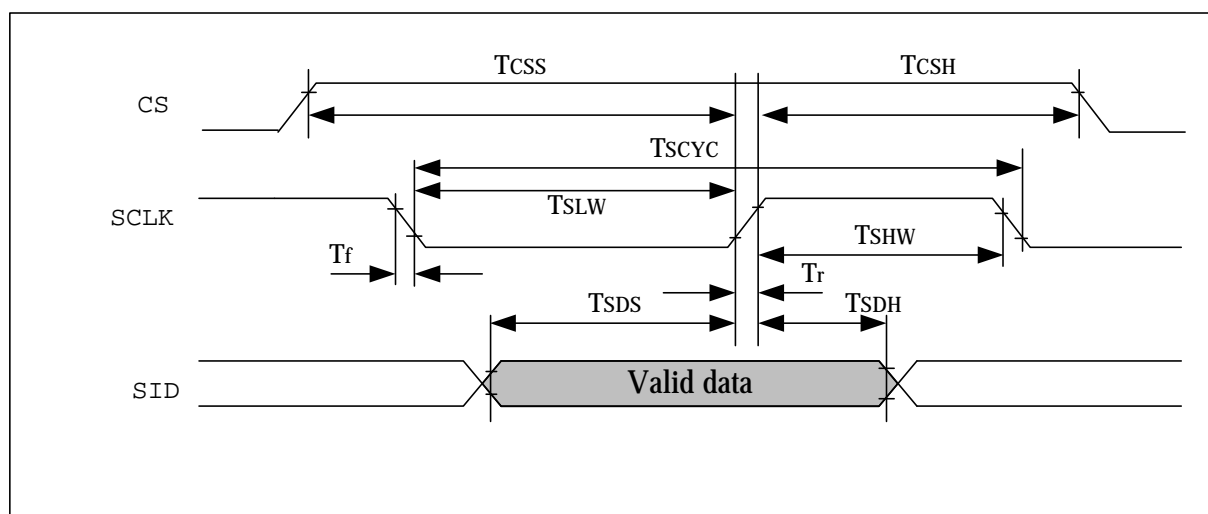 TCSS
TCSH
CS
TSCYC
TSLW
SCLK
TSHW
Tf
Tr
TSDS
TSDH
SID
Valid data